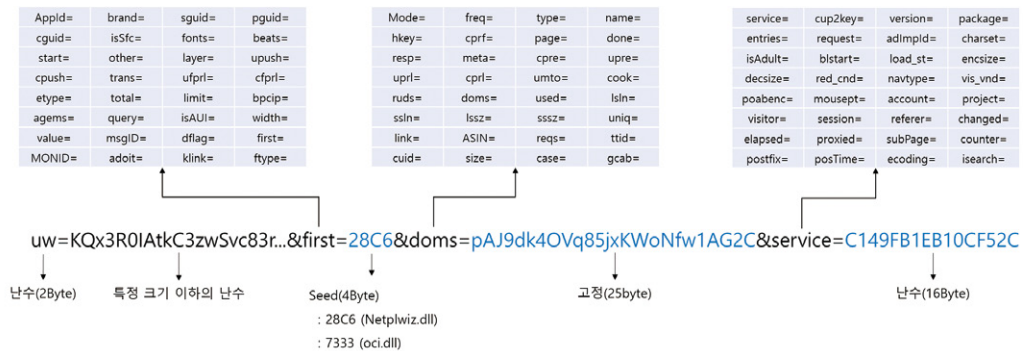 AppId= brand= sguid= pguid=
cguid= isSfc= fonts= beats=
start= other= layer= upush=
cpush= trans= ufprl= cfprl=
etype= total= limit= bpcip=
agems= query= isAUI= width=
value= msgID= dflag= first=
MONID= adoit= klink= ftype=
Mode= freq= type= name=
hkey= cprf= page= done=
resp= meta= cpre= upre=
uprl= cprl= umto= cook=
ruds= doms= used= lsln=
ssln= lssz= sssz= uniq=
link= ASIN= reqs= ttid=
cuid= size= case= gcab=
service= cup2key= version= package=
entries= request= adImpId= charset=
isAdult= blstart= load_st= encsize=
decsize= red_cnd= navtype= vis_vnd=
poabenc= mousept= account= project=
visitor= session= referer= changed=
elapsed= proxied= subPage= counter=
postfix= posTime= ecoding= isearch=
uw=KQx3R0IAtkC3zwSvc83r...&first=28C6&doms=pAJ9dk4OVq85jxKWoNfw1AG2C&service=C149FB1EB10CF52C
난수(2Byte) 특정 크기 이하의 난수 Seed(4Byte) 고정(25byte) 난수(16Byte)
: 28C6 (Netplwiz.dll)
: 7333 (oci.dll)